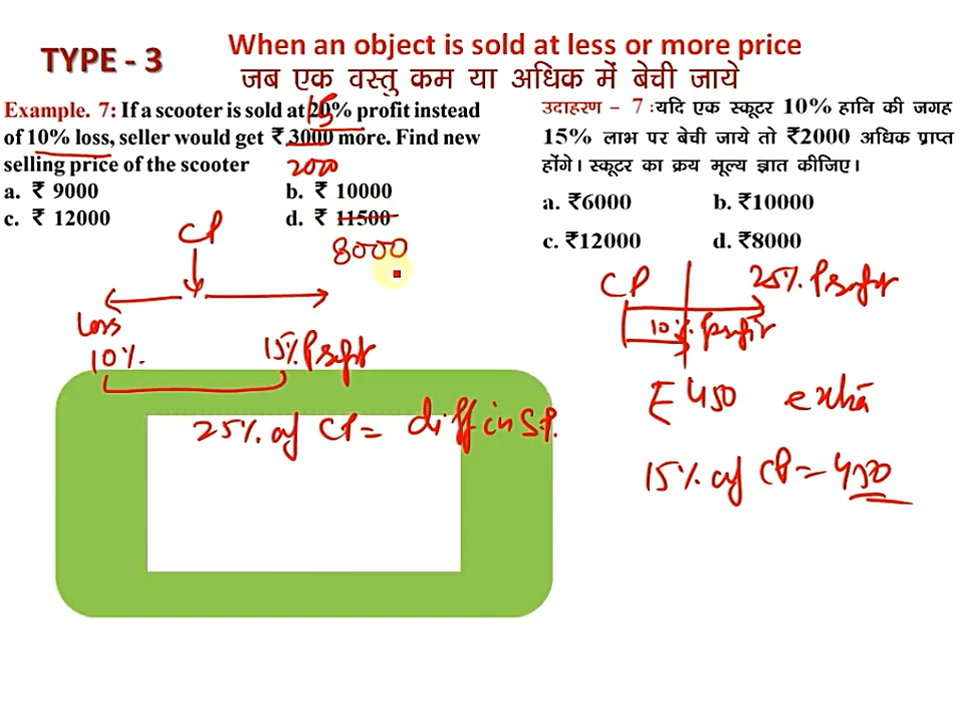 TYPE - 3
When an object is sold at less or more price
जब एक वस्तु कम या अधिक में बेची जाये
Example. 7: If a scooter is sold at 20% profit instead
15
of 10% loss, seller would get ₹ 3000 more. Find new
selling price of the scooter
2000
a. ₹ 9000
b. ₹ 10000
c. ₹ 12000
d. ₹ 11500
8000
उदाहरण – 7 :यदि एक स्कूटर 10% हानि की जगह
15% लाभ पर बेची जाये तो ₹2000 अधिक प्राप्त
होंगे। स्कूटर का क्रय मूल्य ज्ञात कीजिए।
a. ₹6000
b. ₹10000
c. ₹12000
d. ₹8000
CP
Loss
10%.
15% Profit
25% of CP = diff in S.P.
CP
25% Profit
10% Profit
450 extra
15% of CP = 450